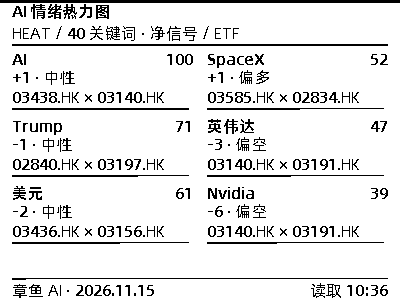 AI 情绪热力图
HEAT / 40 关键词 · 净信号 / ETF
AI 100
+1 · 中性
03438.HK × 03140.HK
SpaceX 52
+1 · 偏多
03585.HK × 02834.HK
Trump 71
-1 · 中性
02840.HK × 03197.HK
英伟达 47
-3 · 偏空
03140.HK × 03191.HK
美元 61
-2 · 中性
03436.HK × 03156.HK
Nvidia 39
-6 · 偏空
03140.HK × 03191.HK
章鱼 AI · 2026.11.15 读取 10:36